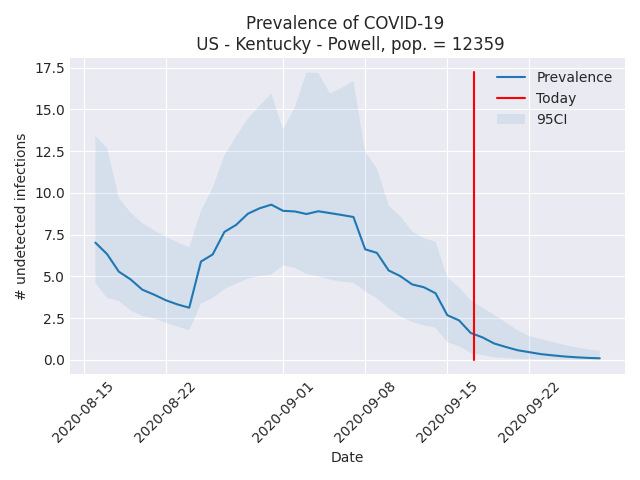 Prevalence of COVID-19
US - Kentucky - Powell, pop. = 12359
17.5
15.0
12.5
10.0
7.5
5.0
2.5
0.0
# undetected infections
Prevalence
Today
95CI
2020-08-15
2020-08-22
2020-09-01
2020-09-08
2020-09-15
2020-09-22
Date